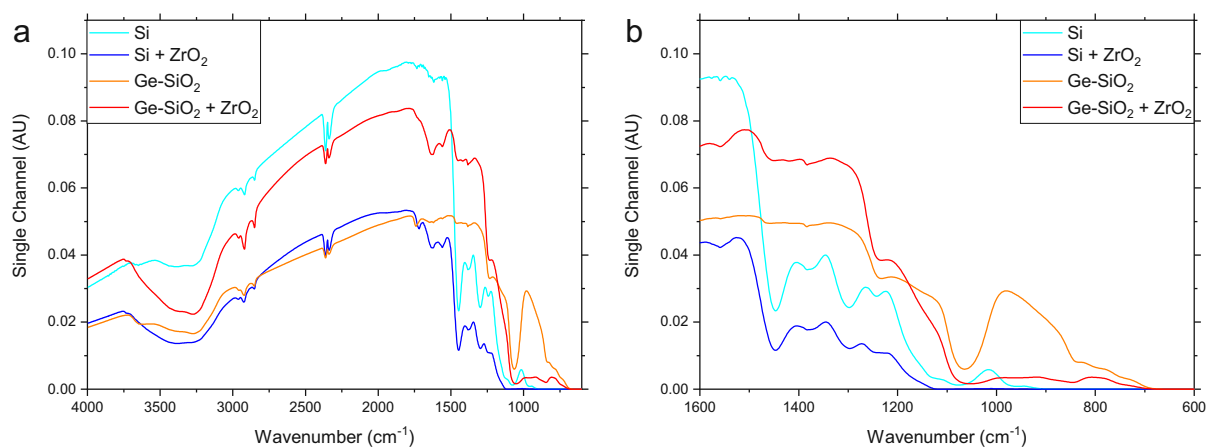 a
Si
Si + ZrO₂
Ge-SiO₂
Ge-SiO₂ + ZrO₂
Single Channel (AU)
0.10
0.08
0.06
0.04
0.02
0.00
4000 3500 3000 2500 2000 1500 1000
Wavenumber (cm⁻¹)
b
Si
Si + ZrO₂
Ge-SiO₂
Ge-SiO₂ + ZrO₂
Single Channel (AU)
0.10
0.08
0.06
0.04
0.02
0.00
1600 1400 1200 1000 800 600
Wavenumber (cm⁻¹)